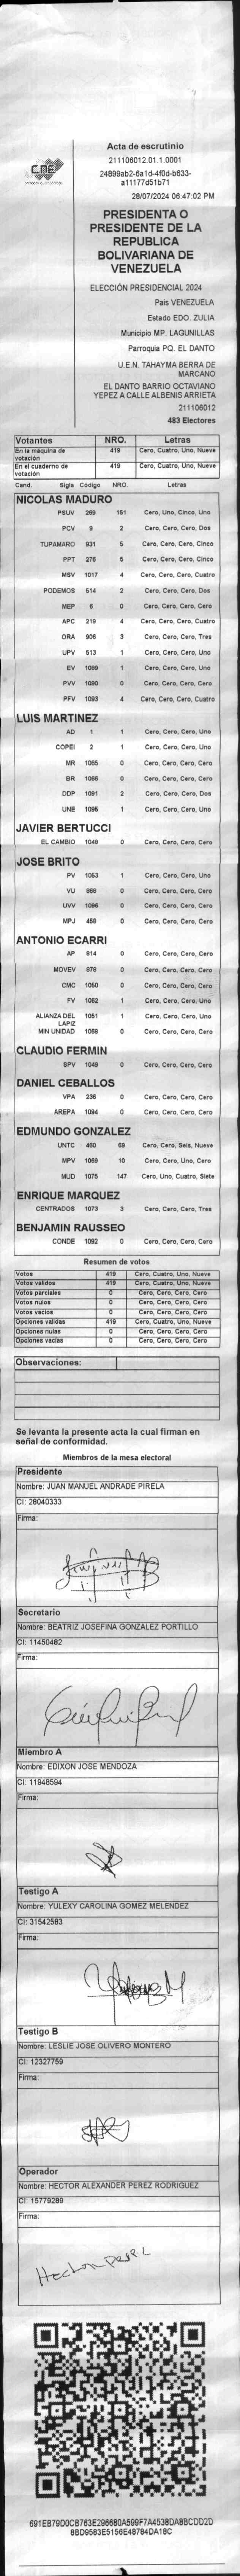 CNE
Acta de escrutinio
211106012.01.1.0001
24899ab2-6a1d-4f0d-b633-
a11177d51b71
28/07/2024 06:47:02 PM
PRESIDENTA O
PRESIDENTE DE LA
REPUBLICA
BOLIVARIANA DE
VENEZUELA
ELECCIÓN PRESIDENCIAL 2024
País VENEZUELA
Estado EDO. ZULIA
Municipio MP. LAGUNILLAS
Parroquia PQ. EL DANTO
U.E.N. TAHAYMA BERRA DE
MARCANO
EL DANTO BARRIO OCTAVIANO
YEPEZ A CALLE ALBENIS ARRIETA
211106012
483 Electores
Votantes NRO. Letras
En la máquina de votación 419 Cero, Cuatro, Uno, Nueve
En el cuaderno de votación 419 Cero, Cuatro, Uno, Nueve
Cand. Sigla Código NRO. Letras
NICOLAS MADURO
PSUV 269 151 Cero, Uno, Cinco, Uno
PCV 9 2 Cero, Cero, Cero, Dos
TUPAMARO 931 5 Cero, Cero, Cero, Cinco
PPT 276 5 Cero, Cero, Cero, Cinco
MSV 1017 4 Cero, Cero, Cero, Cuatro
PODEMOS 514 2 Cero, Cero, Cero, Dos
MEP 6 0 Cero, Cero, Cero, Cero
APC 219 4 Cero, Cero, Cero, Cuatro
ORA 906 3 Cero, Cero, Cero, Tres
UPV 513 1 Cero, Cero, Cero, Uno
EV 1089 1 Cero, Cero, Cero, Uno
PVV 1090 0 Cero, Cero, Cero, Cero
PFV 1093 4 Cero, Cero, Cero, Cuatro
LUIS MARTINEZ
AD 1 1 Cero, Cero, Cero, Uno
COPEI 2 1 Cero, Cero, Cero, Uno
MR 1065 0 Cero, Cero, Cero, Cero
BR 1066 0 Cero, Cero, Cero, Cero
DDP 1091 2 Cero, Cero, Cero, Dos
UNE 1095 1 Cero, Cero, Cero, Uno
JAVIER BERTUCCI
EL CAMBIO 1048 0 Cero, Cero, Cero, Cero
JOSE BRITO
PV 1053 1 Cero, Cero, Cero, Uno
VU 958 0 Cero, Cero, Cero, Cero
UVV 1096 0 Cero, Cero, Cero, Cero
MPJ 458 0 Cero, Cero, Cero, Cero
ANTONIO ECARRI
AP 814 0 Cero, Cero, Cero, Cero
MOVEV 979 0 Cero, Cero, Cero, Cero
CMC 1050 0 Cero, Cero, Cero, Cero
FV 1062 1 Cero, Cero, Cero, Uno
ALIANZA DEL LAPIZ 1051 1 Cero, Cero, Cero, Uno
MIN UNIDAD 1058 0 Cero, Cero, Cero, Cero
CLAUDIO FERMIN
SPV 1049 0 Cero, Cero, Cero, Cero
DANIEL CEBALLOS
VPA 236 0 Cero, Cero, Cero, Cero
AREPA 1094 0 Cero, Cero, Cero, Cero
EDMUNDO GONZALEZ
UNTC 460 69 Cero, Cero, Seis, Nueve
MPV 1069 10 Cero, Cero, Uno, Cero
MUD 1075 147 Cero, Uno, Cuatro, Siete
ENRIQUE MARQUEZ
CENTRADOS 1073 3 Cero, Cero, Cero, Tres
BENJAMIN RAUSSEO
CONDE 1092 0 Cero, Cero, Cero, Cero
Resumen de votos
Votos 419 Cero, Cuatro, Uno, Nueve
Votos validos 419 Cero, Cuatro, Uno, Nueve
Votos parciales 0 Cero, Cero, Cero, Cero
Votos nulos 0 Cero, Cero, Cero, Cero
Votos vacios 0 Cero, Cero, Cero, Cero
Opciones validas 419 Cero, Cuatro, Uno, Nueve
Opciones nulas 0 Cero, Cero, Cero, Cero
Opciones vacias 0 Cero, Cero, Cero, Cero
Observaciones:
Se levanta la presente acta la cual firman en
señal de conformidad.
Miembros de la mesa electoral
Presidente
Nombre: JUAN MANUEL ANDRADE PIRELA
CI: 28040333
Firma:
Secretario
Nombre: BEATRIZ JOSEFINA GONZALEZ PORTILLO
CI: 11450482
Firma:
Miembro A
Nombre: EDIXON JOSE MENDOZA
CI: 11948594
Firma:
Testigo A
Nombre: YULEXY CAROLINA GOMEZ MELENDEZ
CI: 31542583
Firma:
Testigo B
Nombre: LESLIE JOSE OLIVERO MONTERO
CI: 12327759
Firma:
Operador
Nombre: HECTOR ALEXANDER PEREZ RODRIGUEZ
CI: 15779289
Firma:
Hector Perez
691EB79D0CB763E296680A599F7A4538DABBCDD2D
8BD9583E5156E49784DA18C